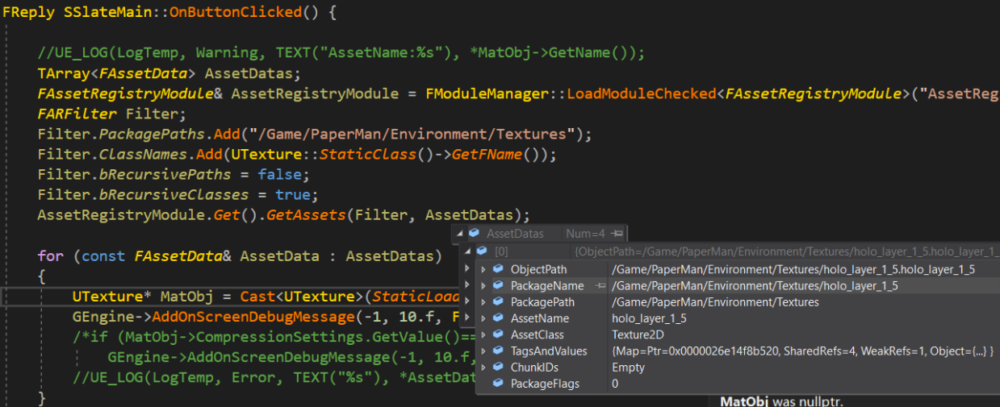 FReply SSlateMain::OnButtonClicked() {
//UE_LOG(LogTemp, Warning, TEXT("AssetName:%s"), *MatObj->GetName());
TArray<FAssetData> AssetDatas;
FAssetRegistryModule& AssetRegistryModule = FModuleManager::LoadModuleChecked<FAssetRegistryModule>("AssetReg
FARFilter Filter;
Filter.PackagePaths.Add("/Game/PaperMan/Environment/Textures");
Filter.ClassNames.Add(UTexture::StaticClass()->GetFName());
Filter.bRecursivePaths = false;
Filter.bRecursiveClasses = true;
AssetRegistryModule.Get().GetAssets(Filter, AssetDatas);
AssetDatas Num=4
for (const FAssetData& AssetData : AssetDatas)
[0] {ObjectPath=/Game/PaperMan/Environment/Textures/holo_layer_1_5.holo_layer_1_
{
ObjectPath /Game/PaperMan/Environment/Textures/holo_layer_1_5.holo_layer_1_5
PackageName /Game/PaperMan/Environment/Textures/holo_layer_1_5
UTexture* MatObj = Cast<UTexture>(StaticLoad
PackagePath /Game/PaperMan/Environment/Textures
GEngine->AddOnScreenDebugMessage(-1, 10.f, F
AssetName holo_layer_1_5
/*if (MatObj->CompressionSettings.GetValue()==
AssetClass Texture2D
GEngine->AddOnScreenDebugMessage(-1, 10.f,
TagsAndValues {Map=Ptr=0x0000026e14f8b520, SharedRefs=4, WeakRefs=1, Object={...} }
ChunkIDs Empty
//UE_LOG(LogTemp, Error, TEXT("%s"), *AssetDat
PackageFlags 0
}
MatObj was nullptr.